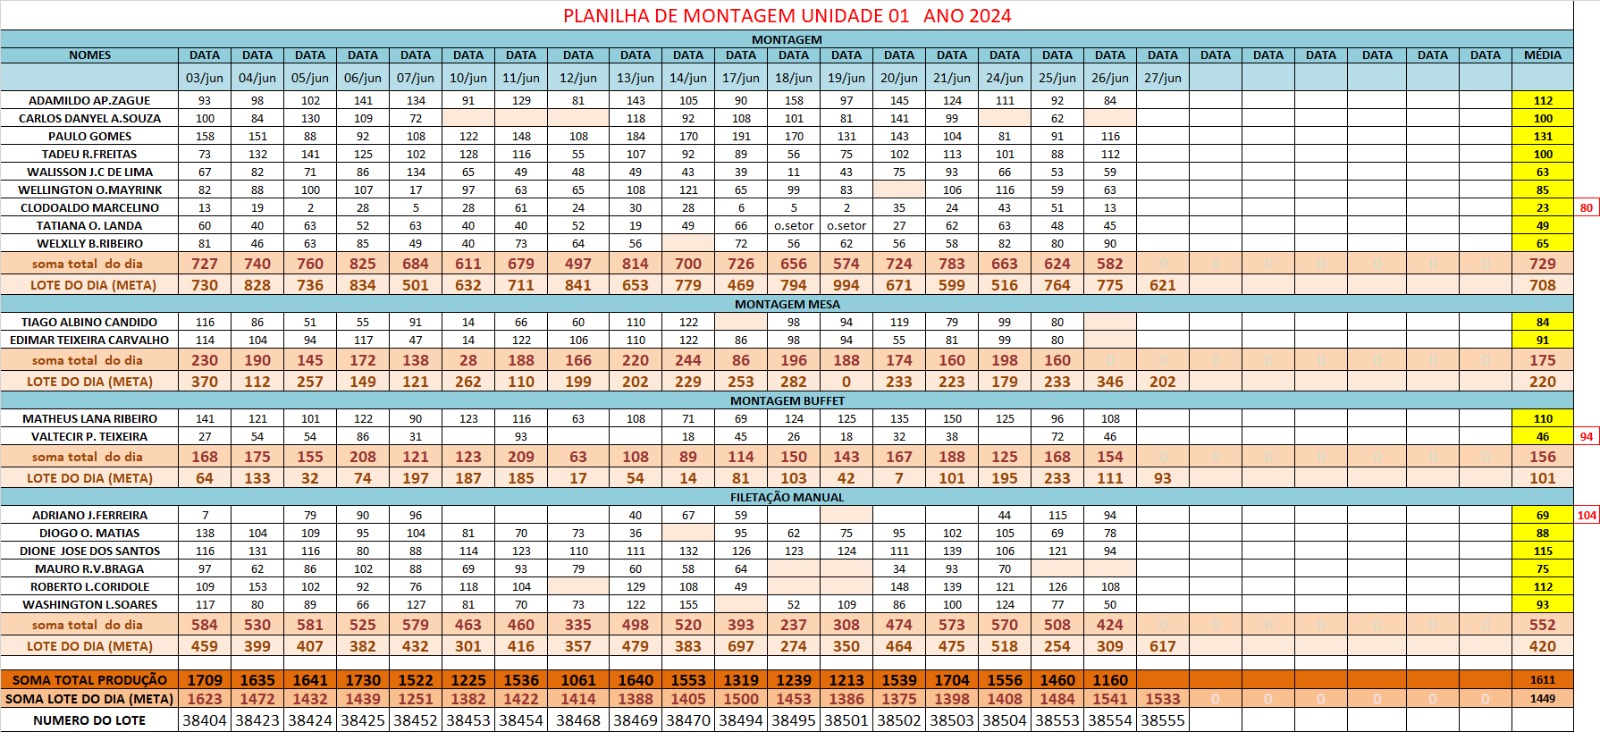 PLANILHA DE MONTAGEM UNIDADE 01 ANO 2024
MONTAGEM
NOMES DATA DATA DATA DATA DATA DATA DATA DATA DATA DATA DATA DATA DATA DATA DATA DATA DATA DATA DATA DATA DATA DATA DATA DATA DATA MÉDIA
03/jun 04/jun 05/jun 06/jun 07/jun 10/jun 11/jun 12/jun 13/jun 14/jun 17/jun 18/jun 19/jun 20/jun 21/jun 24/jun 25/jun 26/jun 27/jun
ADAMILDO AP.ZAGUE 93 98 102 141 134 91 129 81 143 105 90 158 97 145 124 111 92 84 112
CARLOS DANYEL A.SOUZA 100 84 130 109 72 118 92 108 101 81 141 99 62 100
PAULO GOMES 158 151 88 92 108 122 148 108 184 170 191 170 131 143 104 81 91 116 131
TADEU R.FREITAS 73 132 141 125 102 128 116 55 107 92 89 56 75 102 113 101 88 112 100
WALISSON J.C DE LIMA 67 82 71 86 134 65 49 48 49 43 39 11 43 75 93 66 53 59 63
WELLINGTON O.MAYRINK 82 88 100 107 17 97 63 65 108 121 65 99 83 106 116 59 63 85
CLODOALDO MARCELINO 13 19 2 28 5 28 61 24 30 28 6 5 2 35 24 43 51 13 23 80
TATIANA O. LANDA 60 40 63 52 63 40 40 52 19 49 66 o.setor o.setor 27 62 63 48 45 49
WELXLLY B.RIBEIRO 81 46 63 85 49 40 73 64 56 72 56 62 56 58 82 80 90 65
soma total do dia 727 740 760 825 684 611 679 497 814 700 726 656 574 724 783 663 624 582 0 0 0 0 0 0 0 729
LOTE DO DIA (META) 730 828 736 834 501 632 711 841 653 779 469 794 994 671 599 516 764 775 621 708
MONTAGEM MESA
TIAGO ALBINO CANDIDO 116 86 51 55 91 14 66 60 110 122 98 94 119 79 99 80 84
EDIMAR TEIXEIRA CARVALHO 114 104 94 117 47 14 122 106 110 122 86 98 94 55 81 99 80 91
soma total do dia 230 190 145 172 138 28 188 166 220 244 86 196 188 174 160 198 160 0 0 0 0 0 0 0 0 175
LOTE DO DIA (META) 370 112 257 149 121 262 110 199 202 229 253 282 0 233 223 179 233 346 202 220
MONTAGEM BUFFET
MATHEUS LANA RIBEIRO 141 121 101 122 90 123 116 63 108 71 69 124 125 135 150 125 96 108 110
VALTECIR P. TEIXEIRA 27 54 54 86 31 93 18 45 26 18 32 38 72 46 46 94
soma total do dia 168 175 155 208 121 123 209 63 108 89 114 150 143 167 188 125 168 154 0 0 0 0 0 0 0 156
LOTE DO DIA (META) 64 133 32 74 197 187 185 17 54 14 81 103 42 7 101 195 233 111 93 101
FILETAÇÃO MANUAL
ADRIANO J.FERREIRA 7 79 90 96 40 67 59 44 115 94 69 104
DIOGO O. MATIAS 138 104 109 95 104 81 70 73 36 95 62 75 95 102 105 69 78 88
DIONE JOSE DOS SANTOS 116 131 116 80 88 114 123 110 111 132 126 123 124 111 139 106 121 94 115
MAURO R.V.BRAGA 97 62 86 102 88 69 93 79 60 58 64 34 93 70 75
ROBERTO L.CORIDOLE 109 153 102 92 76 118 104 129 108 49 148 139 121 126 108 112
WASHINGTON L.SOARES 117 80 89 66 127 81 70 73 122 155 52 109 86 100 124 77 50 93
soma total do dia 584 530 581 525 579 463 460 335 498 520 393 237 308 474 573 570 508 424 0 0 0 0 0 0 0 552
LOTE DO DIA (META) 459 399 407 382 432 301 416 357 479 383 697 274 350 464 475 518 254 309 617 420
SOMA TOTAL PRODUÇÃO 1709 1635 1641 1730 1522 1225 1536 1061 1640 1553 1319 1239 1213 1539 1704 1556 1460 1160 1611
SOMA LOTE DO DIA (META) 1623 1472 1432 1439 1251 1382 1422 1414 1388 1405 1500 1453 1386 1375 1398 1408 1484 1541 1533 0 0 0 0 0 0 1449
NUMERO DO LOTE 38404 38423 38424 38425 38452 38453 38454 38468 38469 38470 38494 38495 38501 38502 38503 38504 38553 38554 38555